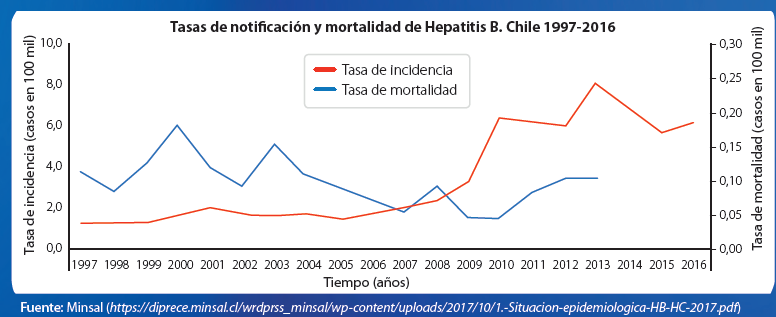 Tasas de notificación y mortalidad de Hepatitis B. Chile 1997-2016
Tasa de incidencia (casos en 100 mil)
10,0
8,0
6,0
4,0
2,0
0,0
Tasa de incidencia
Tasa de mortalidad
0,30
0,25
0,20
0,15
0,10
0,05
0,00
Tasa de mortalidad (casos en 100 mil)
1997 1998 1999 2000 2001 2002 2003 2004 2005 2006 2007 2008 2009 2010 2011 2012 2013 2014 2015 2016
Tiempo (años)
Fuente: Minsal (https://diprece.minsal.cl/wrdprss_minsal/wp-content/uploads/2017/10/1.-Situacion-epidemiologica-HB-HC-2017.pdf)